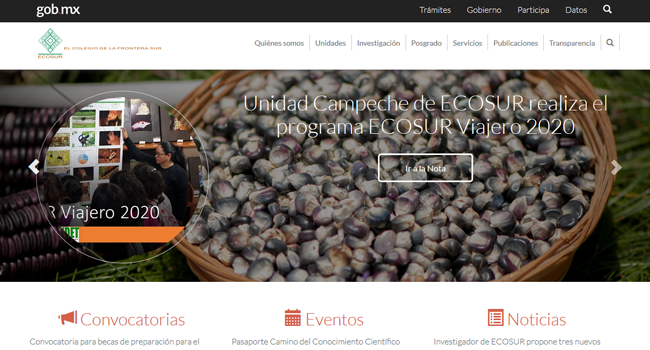 gob mx
Trámites
Gobierno
Participa
Datos
EL COLEGIO DE LA FRONTERA SUR
ECOSUR
Quiénes somos
Unidades
Investigación
Posgrado
Servicios
Publicaciones
Transparencia
Unidad Campeche de ECOSUR realiza el
programa ECOSUR Viajero 2020
Ir a la Nota
R Viajero 2020
Convocatorias
Eventos
Noticias
Convocatoria para becas de preparación para el
Pasaporte Camino del Conocimiento Científico
Investigador de ECOSUR propone tres nuevos